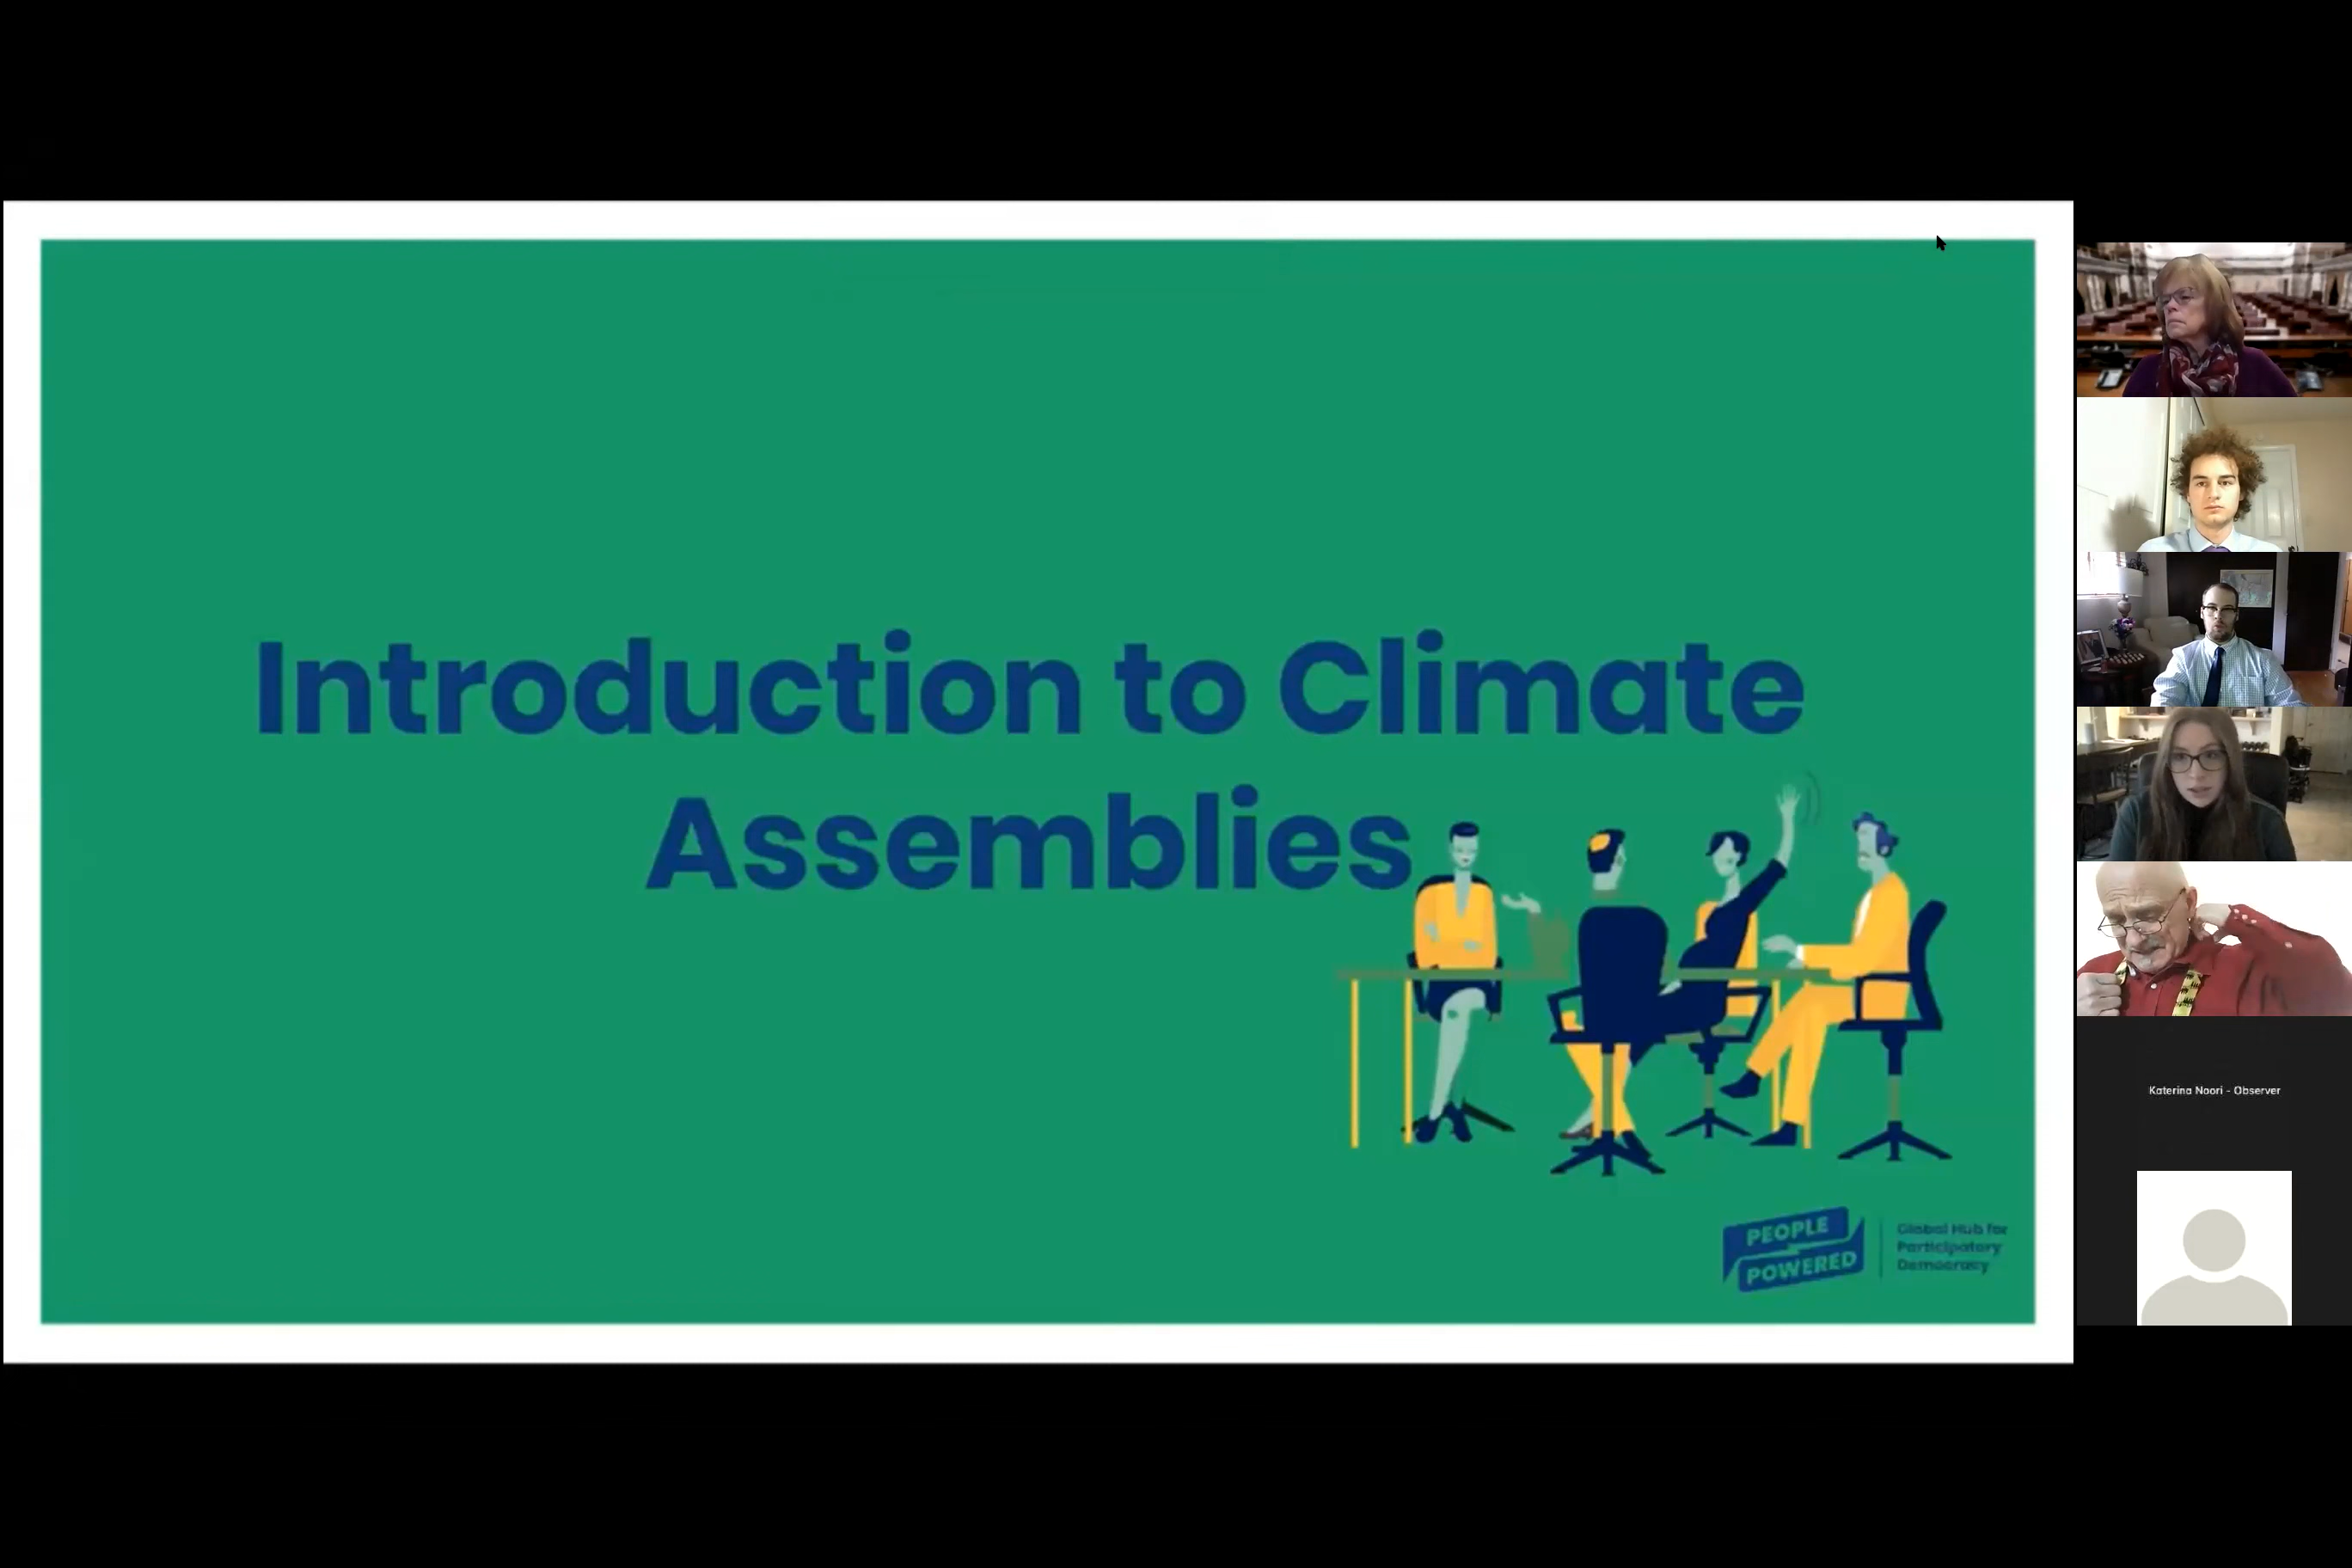 Introduction to Climate
Assemblies
PEOPLE
POWERED
Global Hub for
Participatory
Democracy
Katerina Noori - Observer